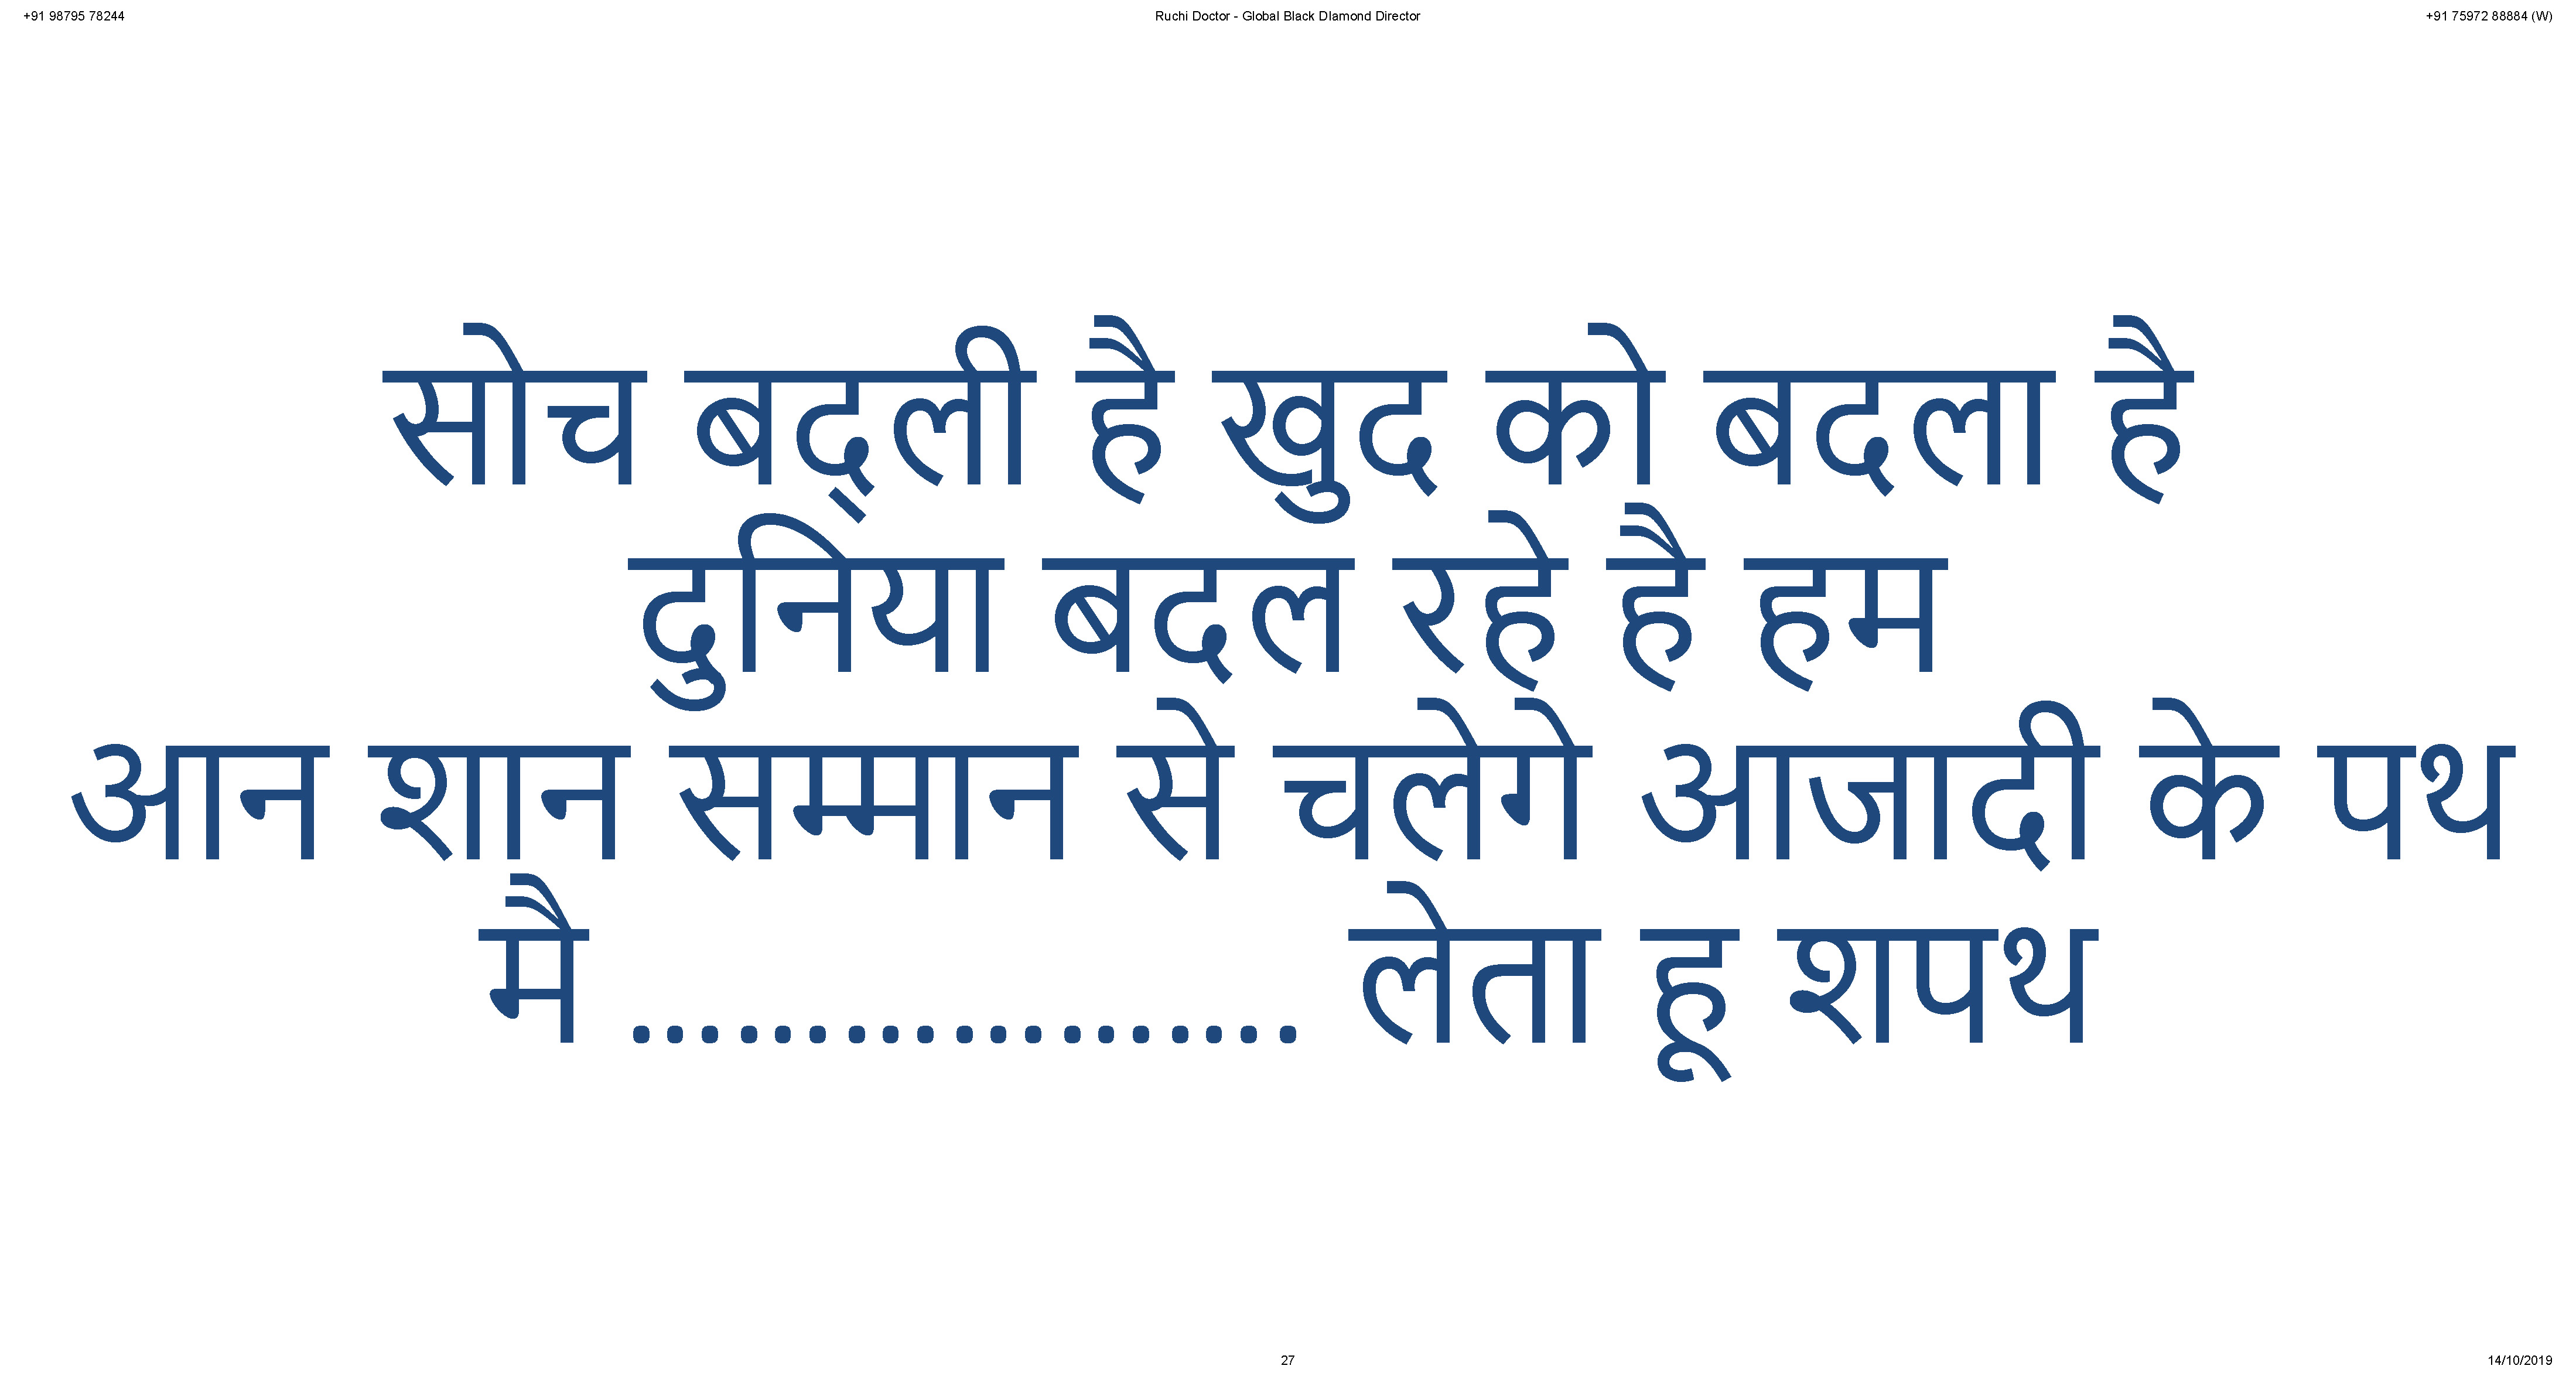 +91 98795 78244 Ruchi Doctor - Global Black DIamond Director +91 75972 88884 (W)
सोच बद्ली है खुद को बदला है
दुनिया बदल रहे है हम
आन शान सम्मान से चलेगे आजादी के पथ
मै ................... लेता हू शपथ
27 14/10/2019